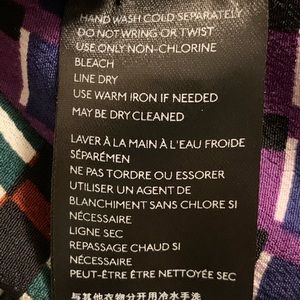 HAND WASH COLD SEPARATELY
DO NOT WRING OR TWIST
USE ONLY NON-CHLORINE
BLEACH
LINE DRY
USE WARM IRON IF NEEDED
MAY BE DRY CLEANED
LAVER À LA MAIN À L'EAU FROIDE
SÉPARÉMEN
NE PAS TORDRE OU ESSORER
UTILISER UN AGENT DE
BLANCHIMENT SANS CHLORE SI
NÉCESSAIRE
LIGNE SEC
REPASSAGE CHAUD SI
NÉCESSAIRE
PEUT-ÊTRE ÊTRE NETTOYÉE SEC
与其他衣物分开用冷水手洗